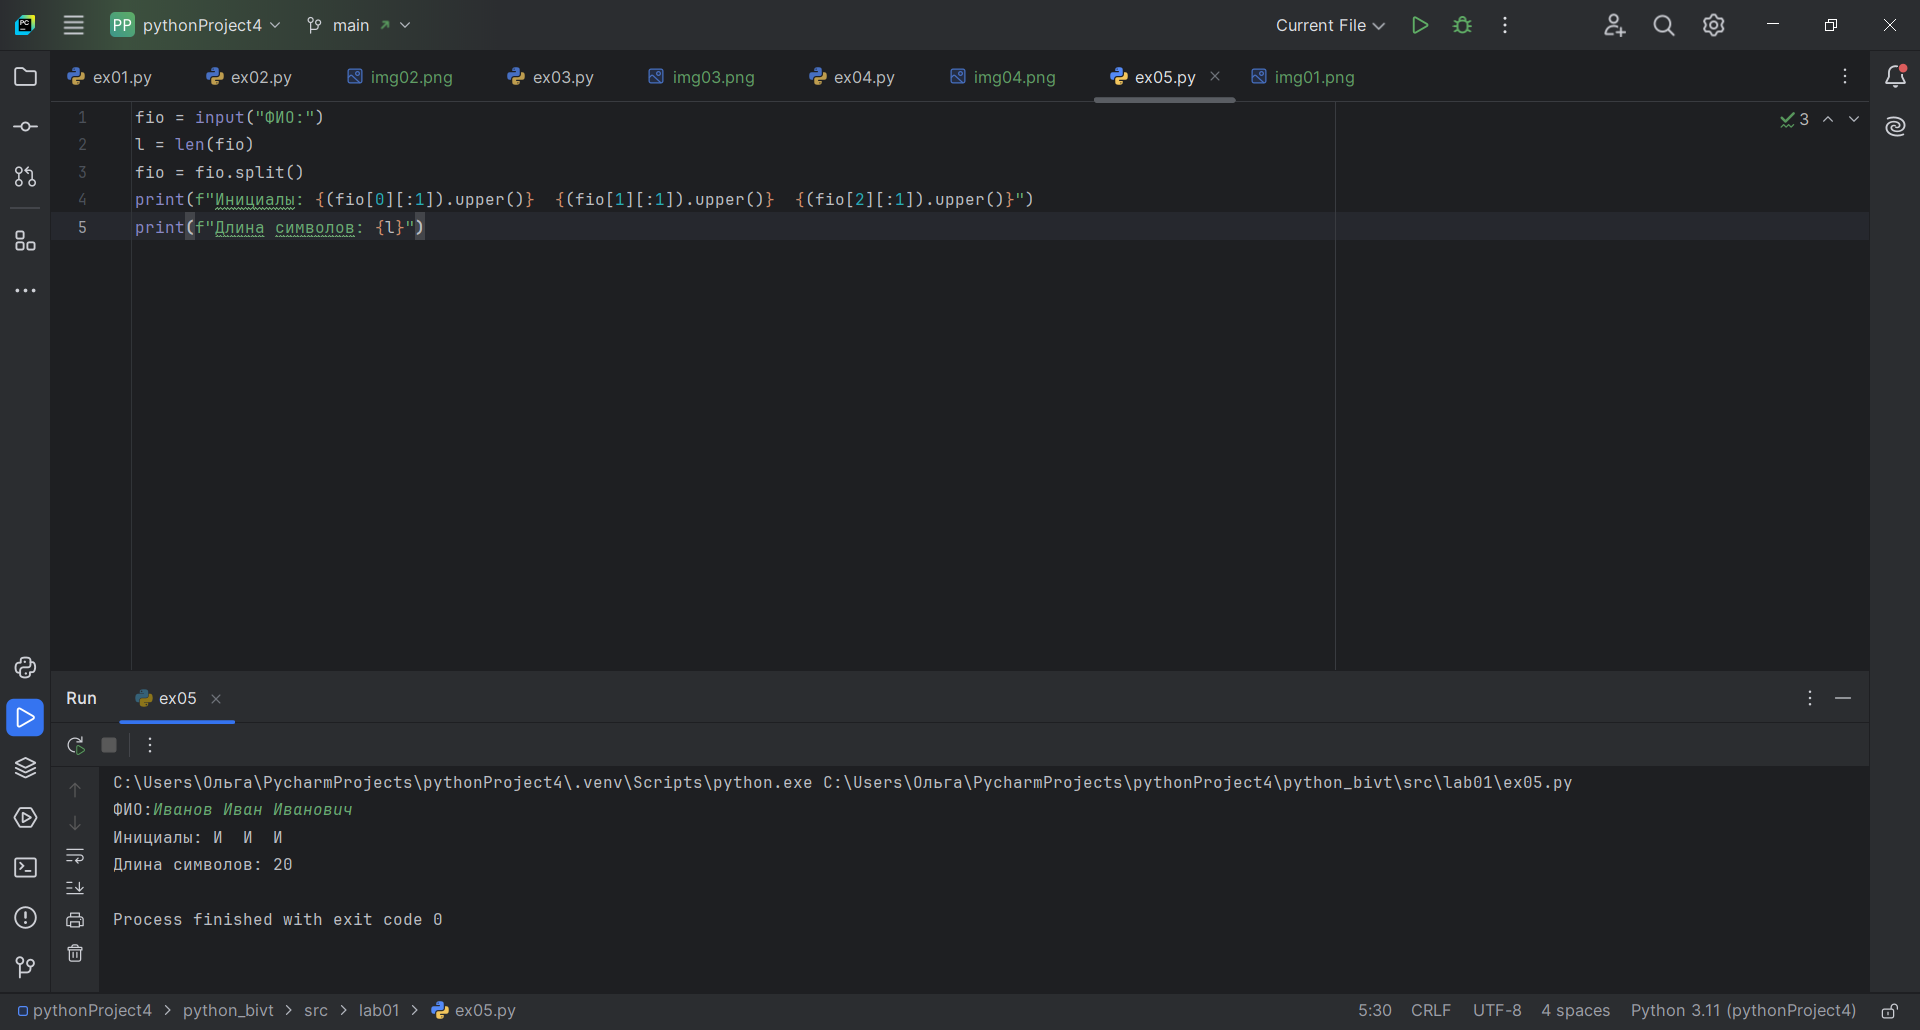 PC
PP pythonProject4 main Current File
ex01.py ex02.py img02.png ex03.py img03.png ex04.py img04.png ex05.py img01.png
1 fio = input("ФИО:")
2 l = len(fio)
3 fio = fio.split()
4 print(f"Инициалы: {(fio[0][:1]).upper()}  {(fio[1][:1]).upper()}  {(fio[2][:1]).upper()}")
5 print(f"Длина символов: {l}")
3
Run ex05
C:\Users\Ольга\PycharmProjects\pythonProject4\.venv\Scripts\python.exe C:\Users\Ольга\PycharmProjects\pythonProject4\python_bivt\src\lab01\ex05.py
ФИО:Иванов Иван Иванович
Инициалы: И  И  И
Длина символов: 20
Process finished with exit code 0
pythonProject4 > python_bivt > src > lab01 > ex05.py 5:30 CRLF UTF-8 4 spaces Python 3.11 (pythonProject4)